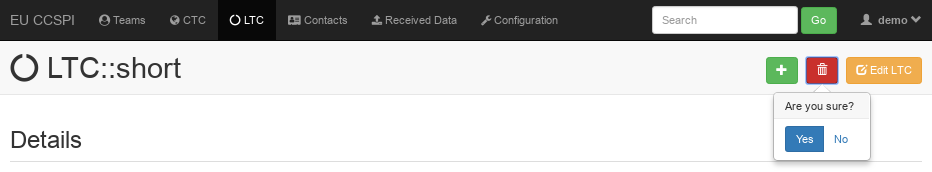 EU CCSPI Teams CTC LTC Contacts Received Data Configuration Search Go demo
LTC::short Edit LTC
Are you sure?
Yes No
Details